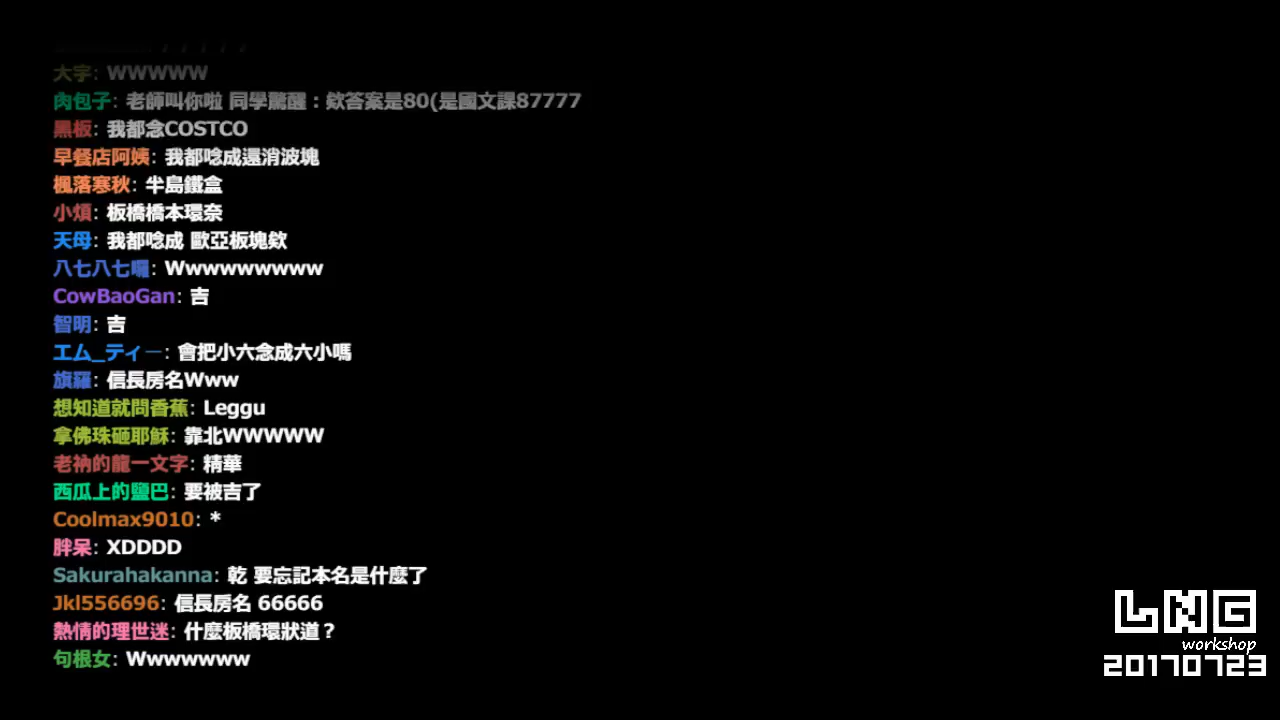 大字: WWWWW
肉包子: 老師叫你啦 同學驚醒：欸答案是80(是國文課87777
黑板: 我都念COSTCO
早餐店阿姨: 我都唸成還消波塊
楓落寒秋: 半島鐵盒
小煩: 板橋橋本環奈
天母: 我都唸成 歐亞板塊欸
八七八七囉: Wwwwwwwww
CowBaoGan: 吉
智明: 吉
エム_ティー: 會把小六念成六小嗎
旗羅: 信長房名Www
想知道就問香蕉: Leggu
拿佛珠砸耶穌: 靠北WWWWW
老衲的龍一文字: 精華
西瓜上的鹽巴: 要被吉了
Coolmax9010: *
胖呆: XDDDD
Sakurahakanna: 乾 要忘記本名是什麼了
Jkl556696: 信長房名 66666
熱情的理世迷: 什麼板橋環狀道？
句根女: Wwwwwww
LNG
workshop
20170723